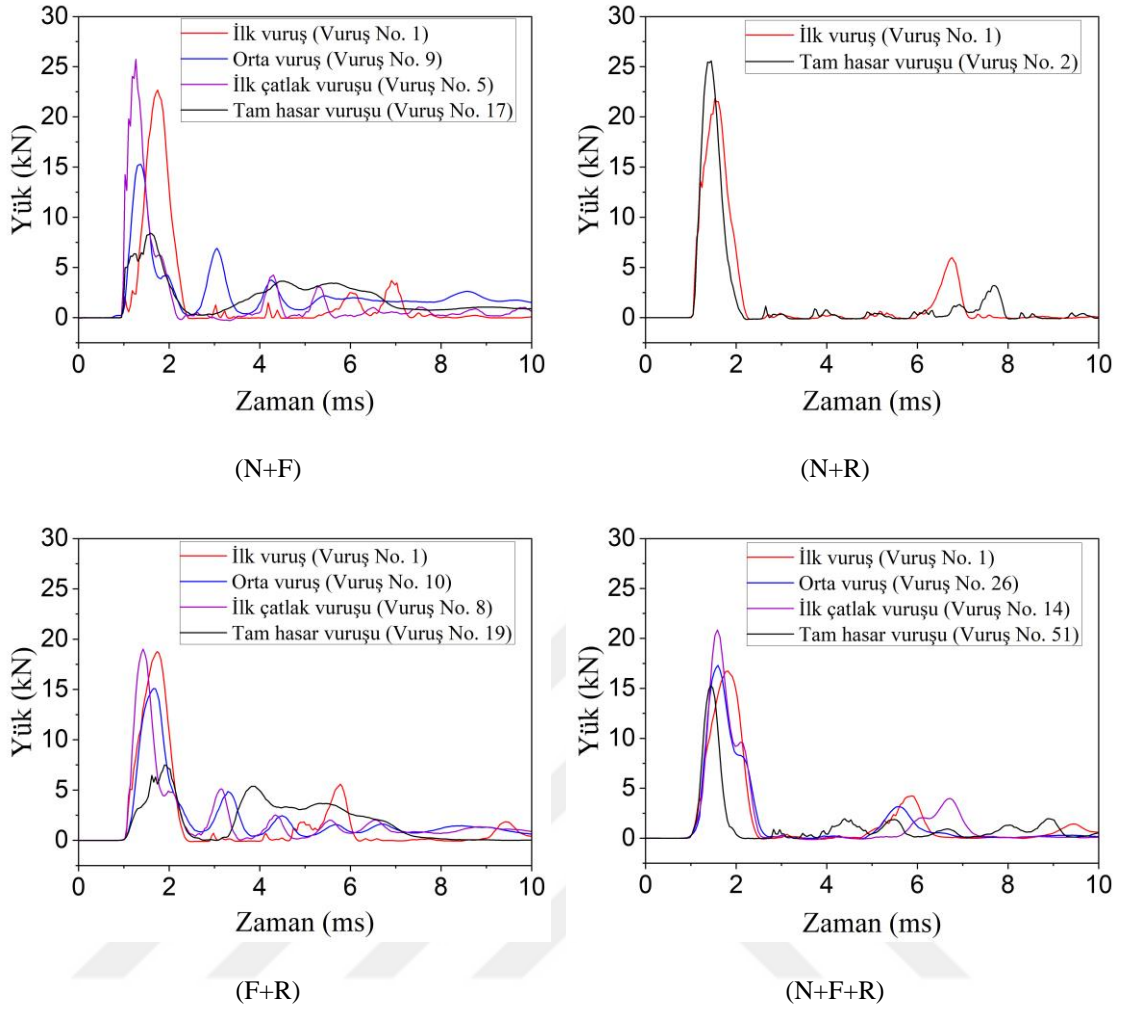 30
25
20
15
10
5
0
Yük (kN)
İlk vuruş (Vuruş No. 1)
Orta vuruş (Vuruş No. 9)
İlk çatlak vuruşu (Vuruş No. 5)
Tam hasar vuruşu (Vuruş No. 17)
0 2 4 6 8 10
Zaman (ms)
(N+F)
30
25
20
15
10
5
0
Yük (kN)
İlk vuruş (Vuruş No. 1)
Tam hasar vuruşu (Vuruş No. 2)
0 2 4 6 8 10
Zaman (ms)
(N+R)
30
25
20
15
10
5
0
Yük (kN)
İlk vuruş (Vuruş No. 1)
Orta vuruş (Vuruş No. 10)
İlk çatlak vuruşu (Vuruş No. 8)
Tam hasar vuruşu (Vuruş No. 19)
0 2 4 6 8 10
Zaman (ms)
(F+R)
30
25
20
15
10
5
0
Yük (kN)
İlk vuruş (Vuruş No. 1)
Orta vuruş (Vuruş No. 26)
İlk çatlak vuruşu (Vuruş No. 14)
Tam hasar vuruşu (Vuruş No. 51)
0 2 4 6 8 10
Zaman (ms)
(N+F+R)